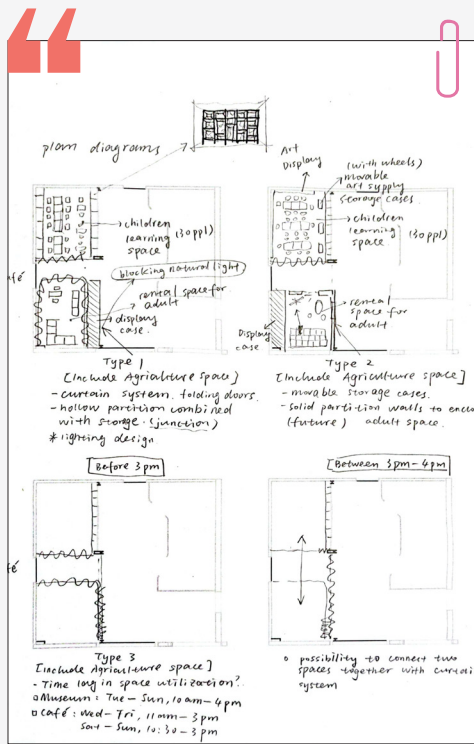 plan diagrams
Art
Display
(with wheels)
movable
art supply
storage cases.
children
learning
space
(30 ppl)
children
learning
space
(30 ppl)
afé
blocking natural light
rental space for
adult
display
case.
rental
space for
adult
Display
case
Type 1
[Include Agriculture Space]
- curtain system. folding doors.
- hollow partition combined
with storage. (junction)
* lighting design
Type 2
[Include Agriculture space]
- movable storage cases.
- solid partition walls to enclo
(future) adult space.
Before 3pm
Between 3pm-4pm
fé
Type 3
[Include Agriculture space]
- Time lag in space utilization?
Museum: Tue - Sun, 10am-4pm
Café: Wed - Fri, 11am-3pm
Sat - Sun, 10:30-3pm
possibility to connect two
spaces together with curtai
system